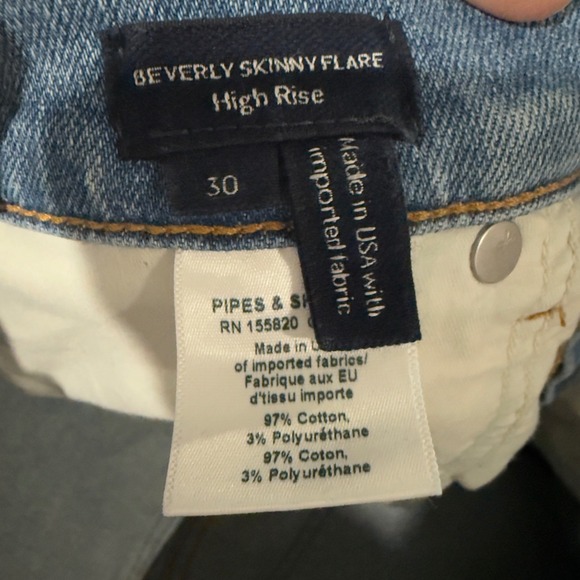 BEVERLY SKINNY FLARE
High Rise
30
Made in USA with
imported fabric
PIPES &
RN 155820
Made in
of imported fabrics/
Fabrique aux EU
d'tissu importe
97% Cotton,
3% Polyuréthane
97% Coton,
3% Polyuréthane